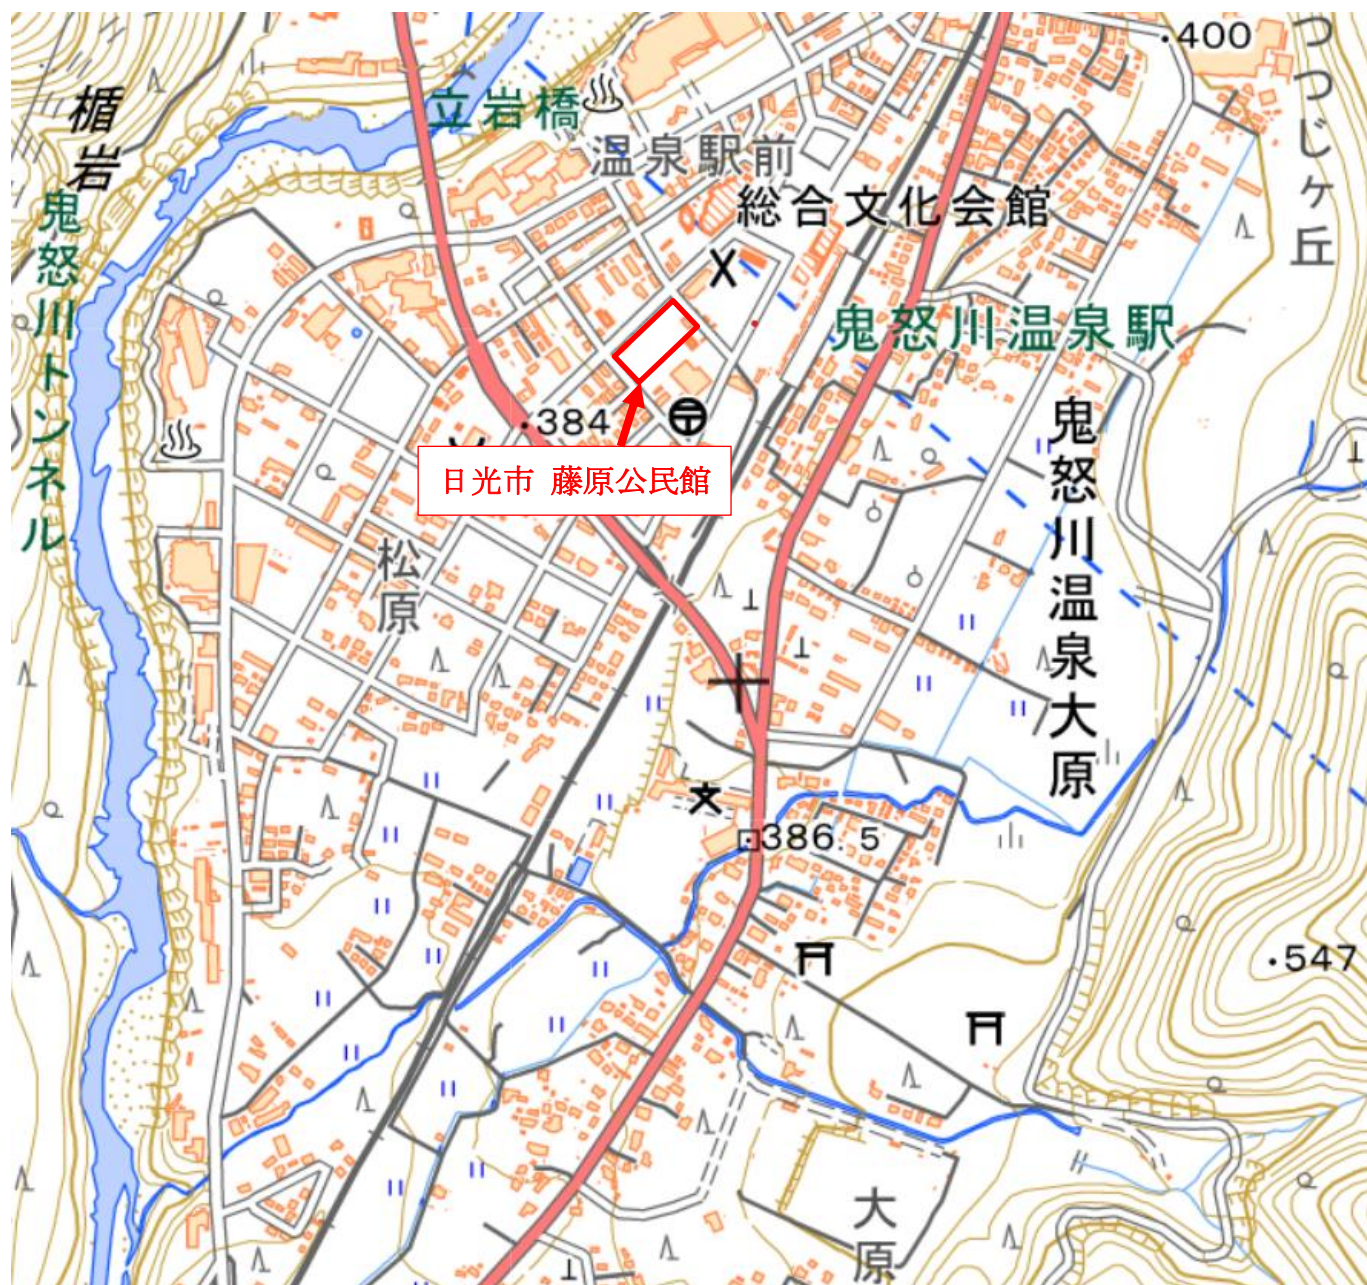 ・400
つつじヶ丘
楯岩
立岩橋
温泉駅前
総合文化会館
鬼怒川トンネル
鬼怒川温泉駅
・384
日光市 藤原公民館
鬼怒川温泉大原
松原
386.5
・547
大原